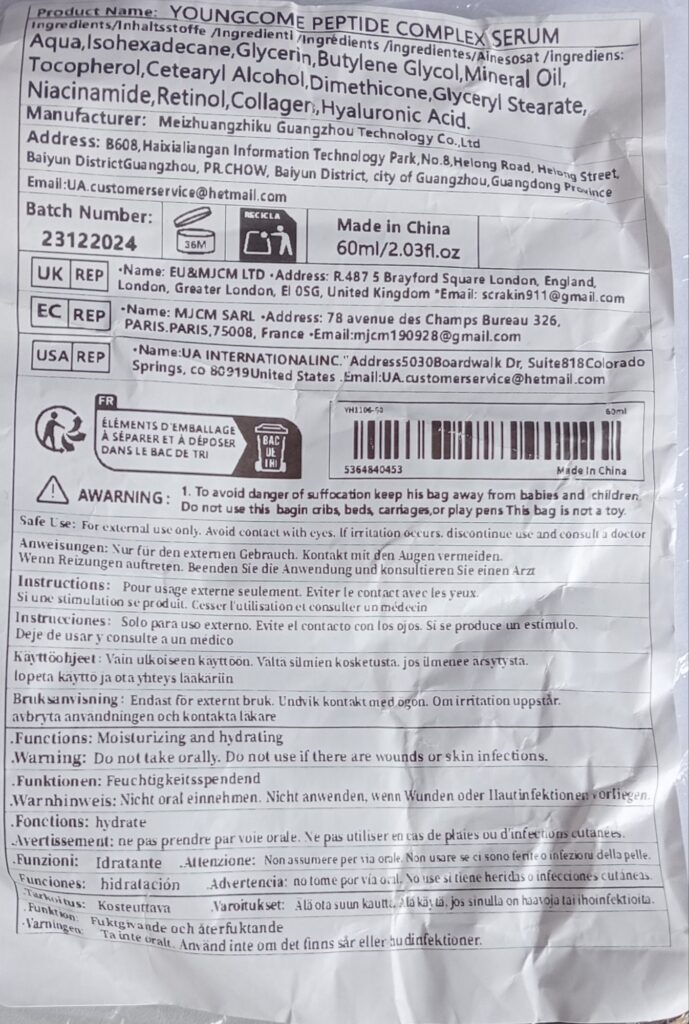 Product Name: YOUNGCOME PEPTIDE COMPLEX SERUM
Ingredients/Inhaltsstoffe /Ingredienti /Ingrédients /Ingredientes/Ainesosat /Ingrediens:
Aqua,Isohexadecane,Glycerin,Butylene Glycol,Mineral Oil,
Tocopherol,Cetearyl Alcohol,Dimethicone,Glyceryl Stearate,
Niacinamide,Retinol,Collagen,Hyaluronic Acid.
Manufacturer: Meizhuangzhiku Guangzhou Technology Co.,Ltd
Address: B608,Haixialiangan Information Technology Park,No.8,Helong Road, Helong Street,
Baiyun DistrictGuangzhou, PR.CHOW, Baiyun District, city of Guangzhou,Guangdong Province
Email:UA.customerservice@hetmail.com
Batch Number:
23122024
36M
RECICLA
Made in China
60ml/2.03fl.oz
UK REP
•Name: EU&MJCM LTD •Address: R.487 5 Brayford Square London, England,
London, Greater London, El 0SG, United Kingdom *Email: scrakin911@gmail.com
EC REP
•Name: MJCM SARL •Address: 78 avenue des Champs Bureau 326,
PARIS.PARIS,75008, France •Email:mjcm190928@gmail.com
USA REP
•Name:UA INTERNATIONALINC."Address5030Boardwalk Dr, Suite818Colorado
Springs, co 80919United States .Email:UA.customerservice@hetmail.com
FR
ÉLÉMENTS D'EMBALLAGE
À SÉPARER ET À DÉPOSER
DANS LE BAC DE TRI
BAC
DE
TRI
YH1106-50
60ml
5364840453
Made In China
AWARNING: 1. To avoid danger of suffocation keep his bag away from babies and children.
Do not use this bagin cribs, beds, carriages,or play pens This bag is not a toy.
Safe Use: For external use only. Avoid contact with eyes. If irritation occurs. discontinue use and consult a doctor
Anweisungen: Nur für den externen Gebrauch. Kontakt mit den Augen vermeiden.
Wenn Reizungen auftreten. Beenden Sie die Anwendung und konsultieren Sie einen Arzt
Instructions: Pour usage externe seulement. Eviter le contact avec les yeux.
Si une stimulation se produit. Cesser l'utilisation et consulter un médecin
Instrucciones: Solo para uso externo. Evite el contacto con los ojos. Si se produce un estimulo.
Deje de usar y consulte a un médico
Käyttöohjeet: Vain ulkoiseen käyttöön. Vältä silmien kosketusta. jos ilmenee ärsytystä.
lopeta käyttö ja ota yhteys lääkäriin
Bruksanvisning: Endast för externt bruk. Undvik kontakt med ögon. Om irritation uppstår.
avbryta användningen och kontakta läkare
.Functions: Moisturizing and hydrating
.Warning: Do not take orally. Do not use if there are wounds or skin infections.
.Funktionen: Feuchtigkeitsspendend
.Warnhinweis: Nicht oral einnehmen. Nicht anwenden, wenn Wunden oder Hautinfektionen vorliegen.
.Fonctions: hydrate
.Avertissement: ne pas prendre par voie orale. Ne pas utiliser en cas de plaies ou d'infections cutanées.
.Funzioni: Idratante .Attenzione: Non assumere per via orale. Non usare se ci sono ferite o infezioni della pelle.
Funciones: hidratación .Advertencia: no tome por vía oral. No use si tiene heridas o infecciones cutáneas.
.Tarkoitus: Kosteuttava .Varoitukset: Älä ota suun kautta. Älä käytä, jos sinulla on haavoja tai ihoinfektioita.
.Funktion: Fuktgivande och återfuktande
.Varningen: Ta inte oralt. Använd inte om det finns sår eller hudinfektioner.